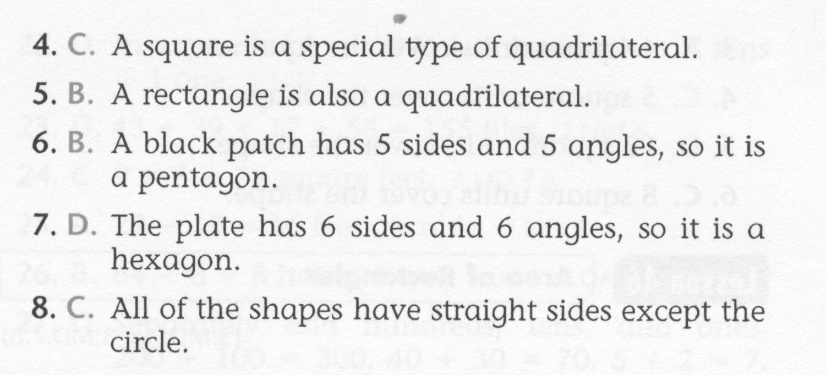 4. C. A square is a special type of quadrilateral.
5. B. A rectangle is also a quadrilateral.
6. B. A black patch has 5 sides and 5 angles, so it is
a pentagon.
7. D. The plate has 6 sides and 6 angles, so it is a
hexagon.
8. C. All of the shapes have straight sides except the
circle.